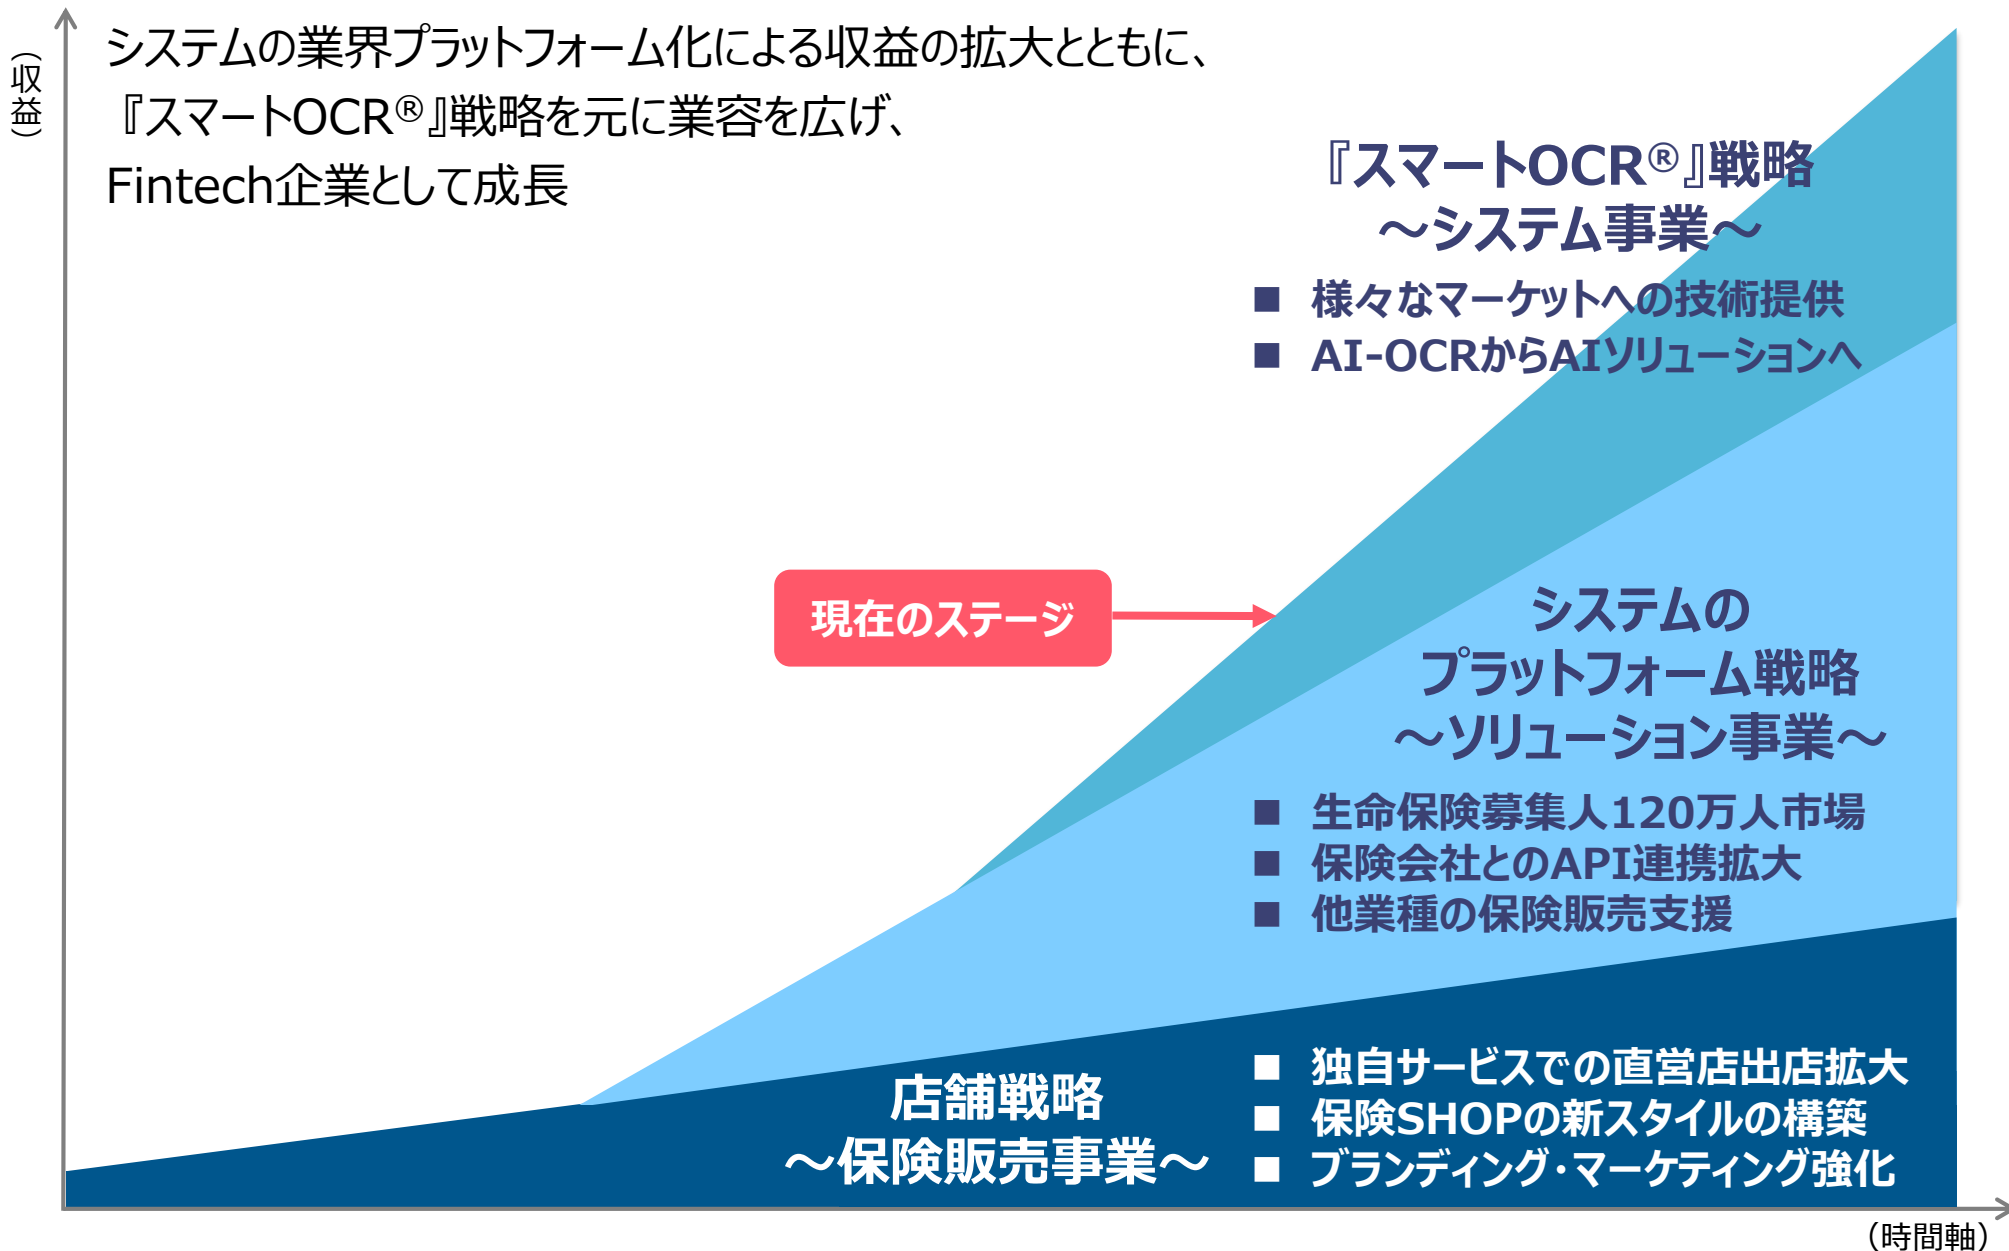 （収益）
システムの業界プラットフォーム化による収益の拡大とともに、
『スマートOCR®』戦略を元に業容を広げ、
Fintech企業として成長
『スマートOCR®』戦略
～システム事業～
■ 様々なマーケットへの技術提供
■ AI-OCRからAIソリューションへ
現在のステージ
システムの
プラットフォーム戦略
～ソリューション事業～
■ 生命保険募集人120万人市場
■ 保険会社とのAPI連携拡大
■ 他業種の保険販売支援
店舗戦略
～保険販売事業～
■ 独自サービスでの直営店出店拡大
■ 保険SHOPの新スタイルの構築
■ ブランディング・マーケティング強化
（時間軸）